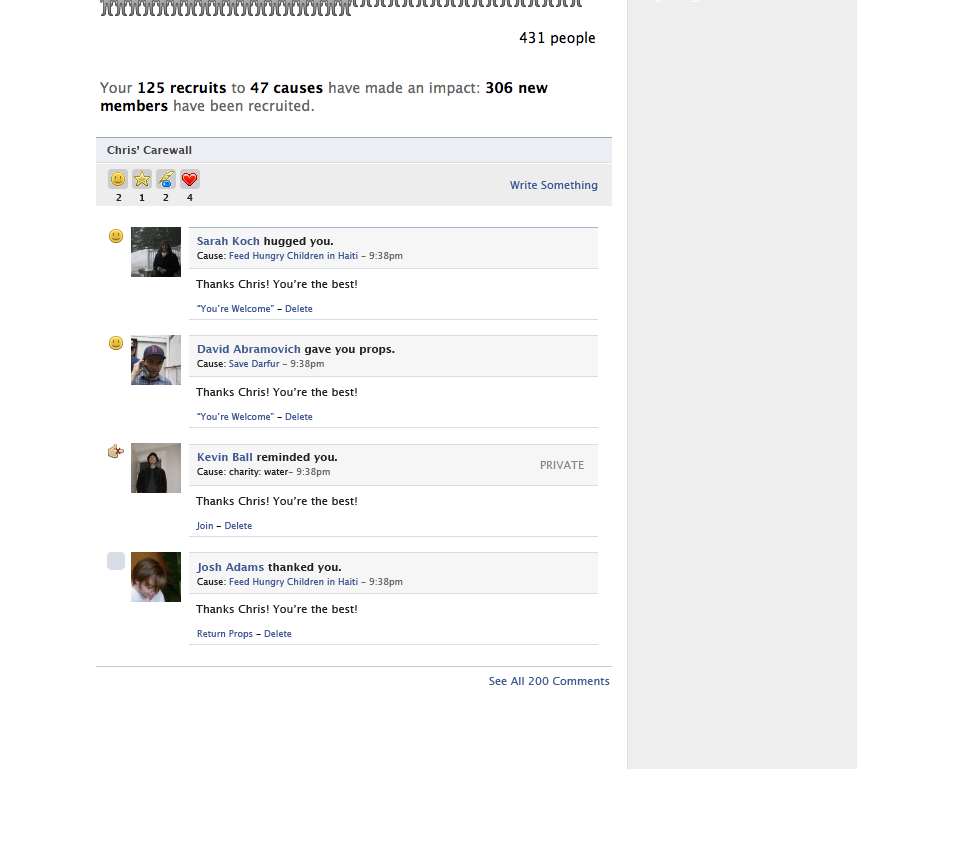 431 people
Your 125 recruits to 47 causes have made an impact: 306 new
members have been recruited.
Chris’ Carewall
2 1 2 4
Write Something
Sarah Koch hugged you.
Cause: Feed Hungry Children in Haiti – 9:38pm
Thanks Chris! You’re the best!
“You’re Welcome” – Delete
David Abramovich gave you props.
Cause: Save Darfur – 9:38pm
Thanks Chris! You’re the best!
“You’re Welcome” – Delete
Kevin Ball reminded you.
Cause: charity: water– 9:38pm
PRIVATE
Thanks Chris! You’re the best!
Join – Delete
Josh Adams thanked you.
Cause: Feed Hungry Children in Haiti – 9:38pm
Thanks Chris! You’re the best!
Return Props – Delete
See All 200 Comments